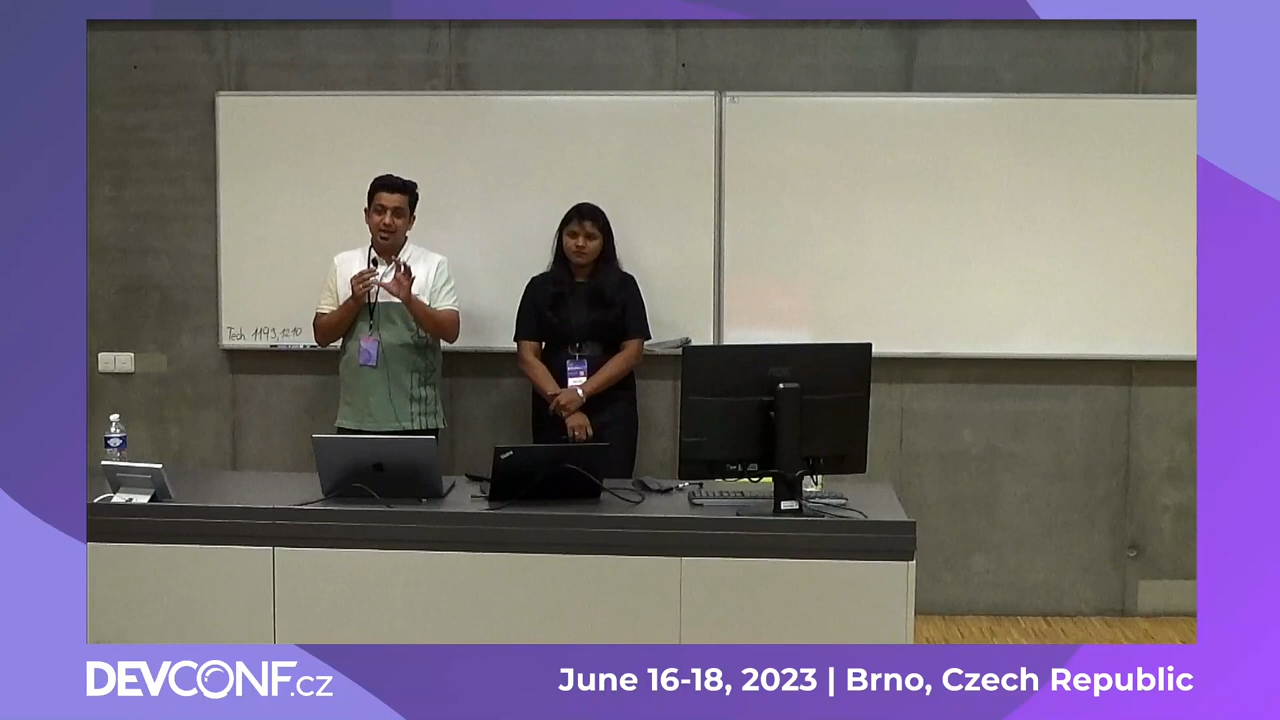 Tech. 1193, 1210
DEVCONF.cz
June 16-18, 2023 | Brno, Czech Republic